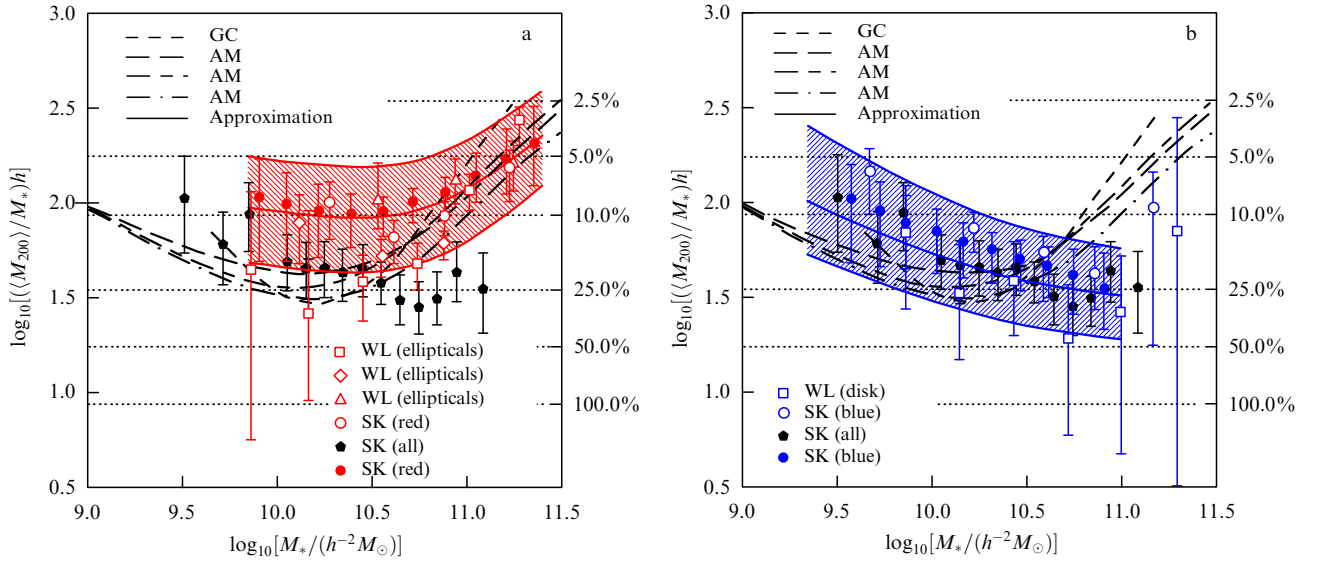 3.0
2.5
2.0
1.5
1.0
0.5
log₁₀[(⟨M₂₀₀⟩/M∗)h]
GC
AM
AM
AM
Approximation
a
2.5%
5.0%
10.0%
25.0%
50.0%
100.0%
WL (ellipticals)
WL (ellipticals)
WL (ellipticals)
SK (red)
SK (all)
SK (red)
9.0 9.5 10.0 10.5 11.0 11.5
log₁₀[M∗/(h⁻²M⊙)]
3.0
2.5
2.0
1.5
1.0
0.5
log₁₀[(⟨M₂₀₀⟩/M∗)h]
GC
AM
AM
AM
Approximation
b
2.5%
5.0%
10.0%
25.0%
50.0%
100.0%
WL (disk)
SK (blue)
SK (all)
SK (blue)
9.0 9.5 10.0 10.5 11.0 11.5
log₁₀[M∗/(h⁻²M⊙)]